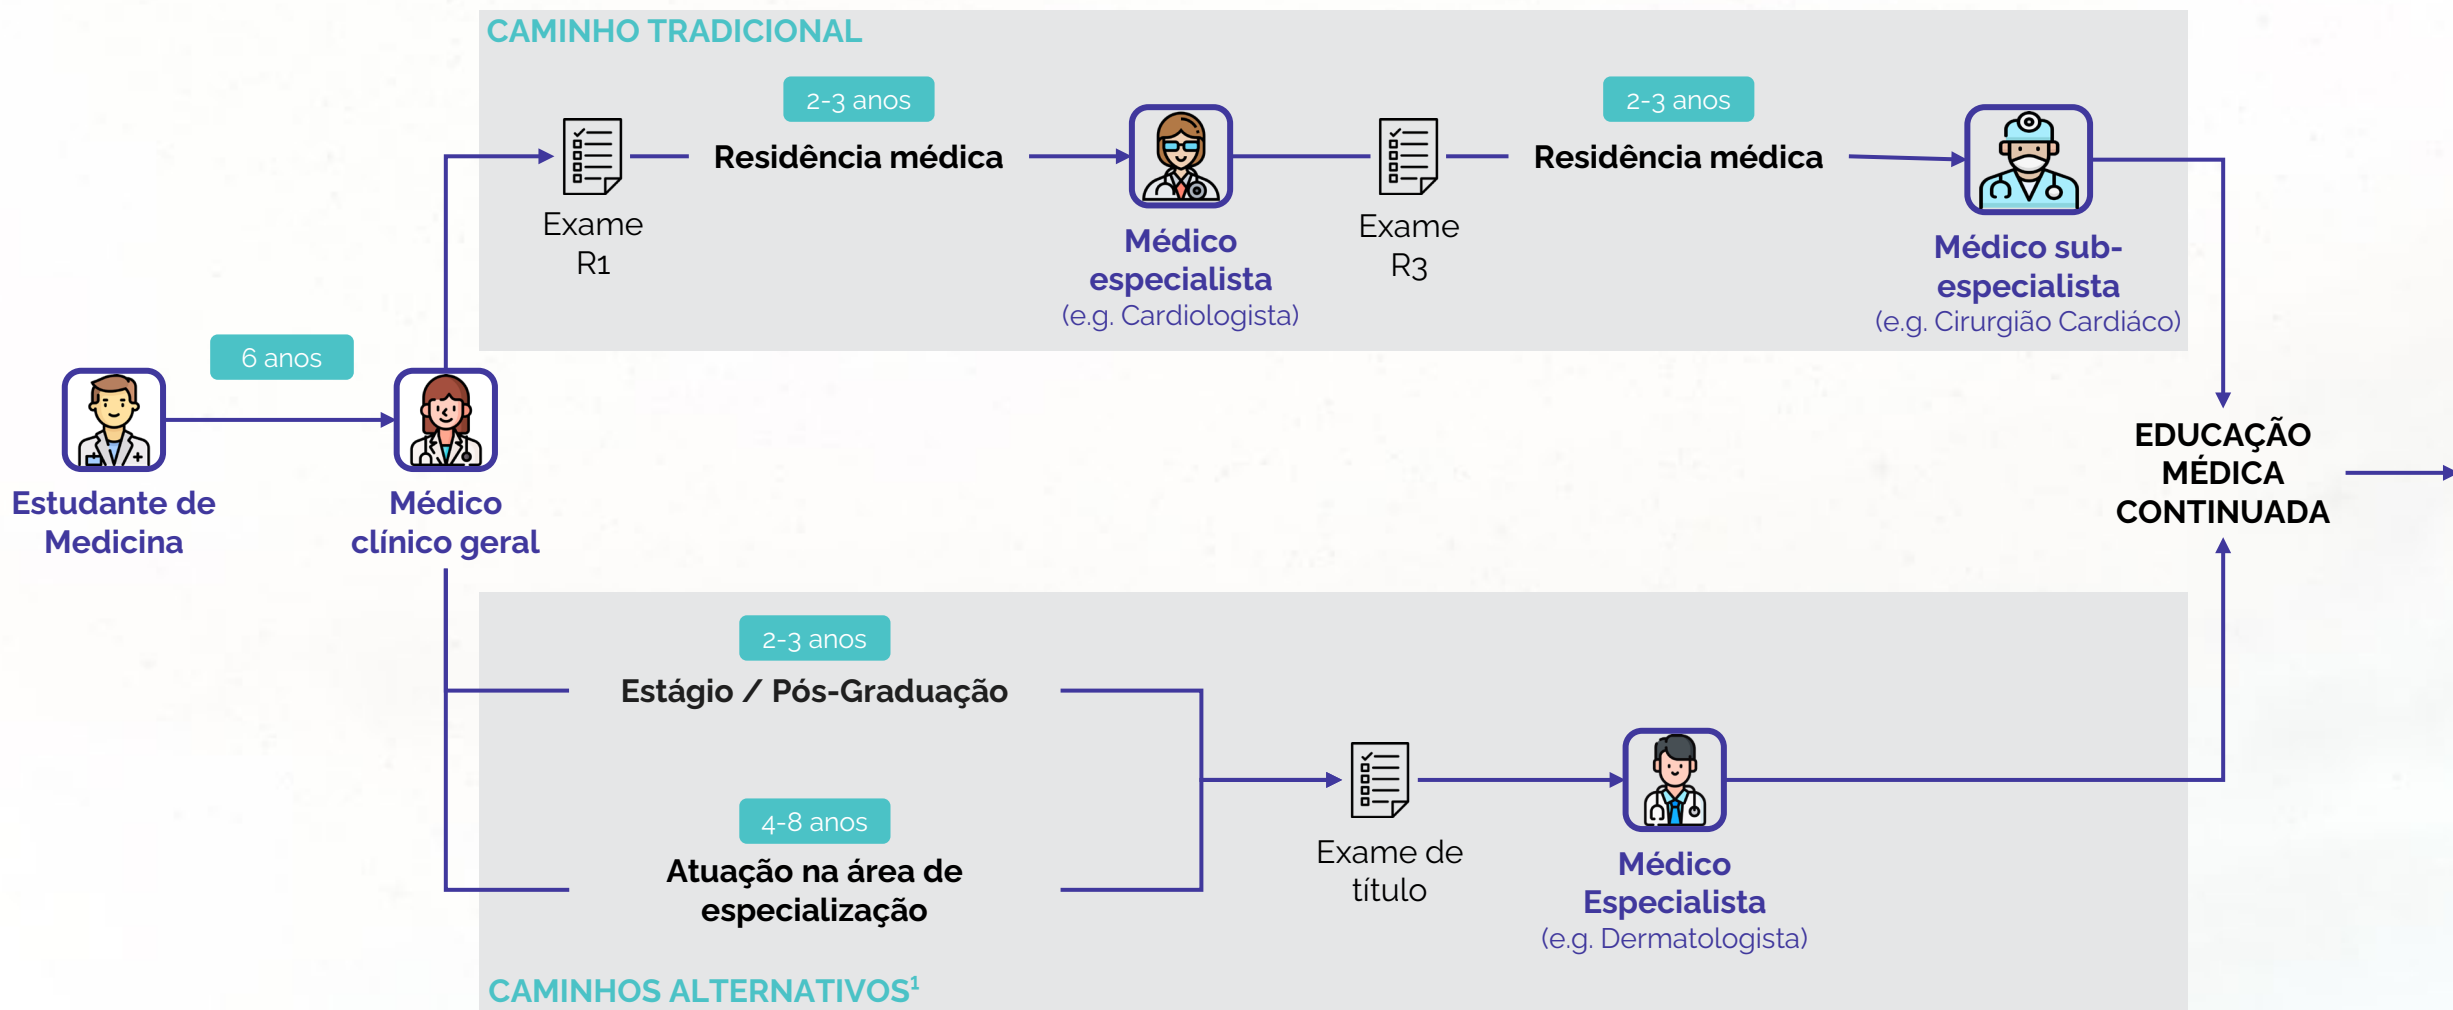 CAMINHO TRADICIONAL
2-3 anos
2-3 anos
Residência médica
Residência médica
Exame
R1
Médico
especialista
(e.g. Cardiologista)
Exame
R3
Médico sub-
especialista
(e.g. Cirurgião Cardiáco)
6 anos
Estudante de
Medicina
Médico
clínico geral
EDUCAÇÃO
MÉDICA
CONTINUADA
2-3 anos
Estágio / Pós-Graduação
4-8 anos
Atuação na área de
especialização
Exame de
título
Médico
Especialista
(e.g. Dermatologista)
CAMINHOS ALTERNATIVOS¹